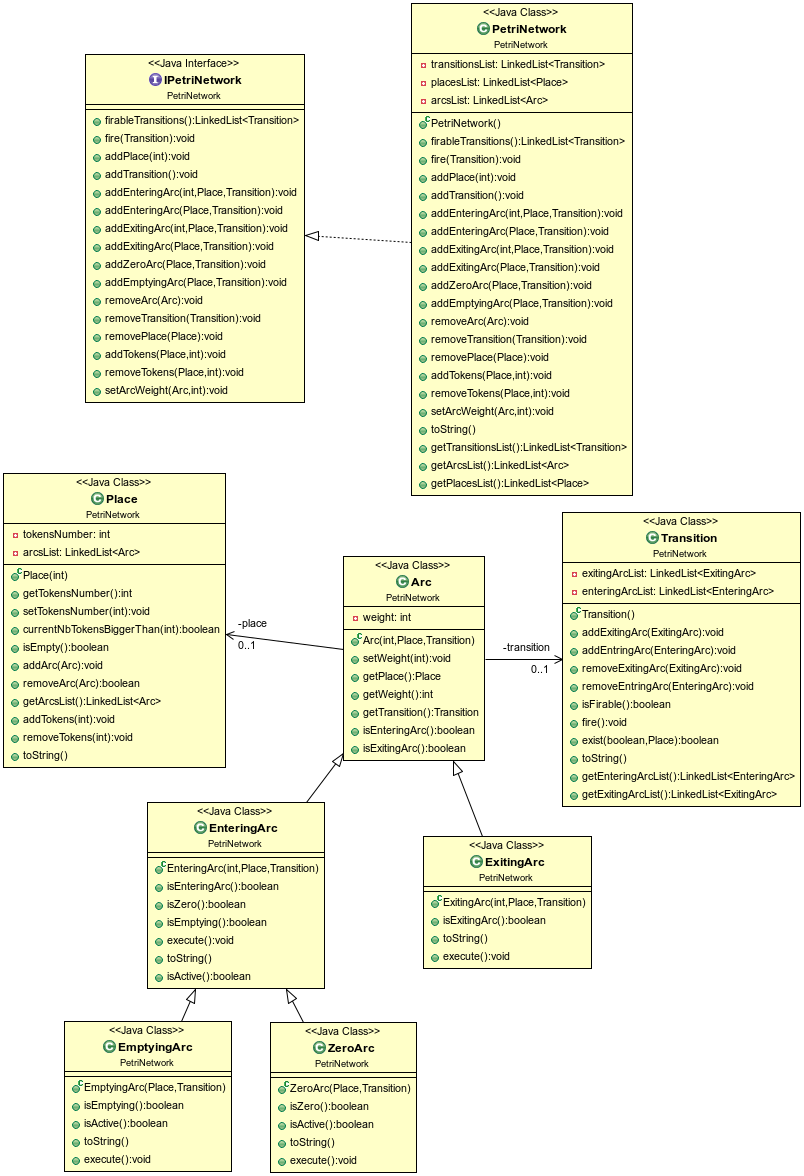 <<Java Interface>>
IPetriNetwork
PetriNetwork
firableTransitions():LinkedList<Transition>
fire(Transition):void
addPlace(int):void
addTransition():void
addEnteringArc(int,Place,Transition):void
addEnteringArc(Place,Transition):void
addExitingArc(int,Place,Transition):void
addExitingArc(Place,Transition):void
addZeroArc(Place,Transition):void
addEmptyingArc(Place,Transition):void
removeArc(Arc):void
removeTransition(Transition):void
removePlace(Place):void
addTokens(Place,int):void
removeTokens(Place,int):void
setArcWeight(Arc,int):void
<<Java Class>>
PetriNetwork
PetriNetwork
transitionsList: LinkedList<Transition>
placesList: LinkedList<Place>
arcsList: LinkedList<Arc>
PetriNetwork()
firableTransitions():LinkedList<Transition>
fire(Transition):void
addPlace(int):void
addTransition():void
addEnteringArc(int,Place,Transition):void
addEnteringArc(Place,Transition):void
addExitingArc(int,Place,Transition):void
addExitingArc(Place,Transition):void
addZeroArc(Place,Transition):void
addEmptyingArc(Place,Transition):void
removeArc(Arc):void
removeTransition(Transition):void
removePlace(Place):void
addTokens(Place,int):void
removeTokens(Place,int):void
setArcWeight(Arc,int):void
toString()
getTransitionsList():LinkedList<Transition>
getArcsList():LinkedList<Arc>
getPlacesList():LinkedList<Place>
<<Java Class>>
Place
PetriNetwork
tokensNumber: int
arcsList: LinkedList<Arc>
Place(int)
getTokensNumber():int
setTokensNumber(int):void
currentNbTokensBiggerThan(int):boolean
isEmpty():boolean
addArc(Arc):void
removeArc(Arc):boolean
getArcsList():LinkedList<Arc>
addTokens(int):void
removeTokens(int):void
toString()
-place
0..1
<<Java Class>>
Arc
PetriNetwork
weight: int
Arc(int,Place,Transition)
setWeight(int):void
getPlace():Place
getWeight():int
getTransition():Transition
isEnteringArc():boolean
isExitingArc():boolean
-transition
0..1
<<Java Class>>
Transition
PetriNetwork
exitingArcList: LinkedList<ExitingArc>
enteringArcList: LinkedList<EnteringArc>
Transition()
addExitingArc(ExitingArc):void
addEntringArc(EnteringArc):void
removeExitingArc(ExitingArc):void
removeEntringArc(EnteringArc):void
isFirable():boolean
fire():void
exist(boolean,Place):boolean
toString()
getEnteringArcList():LinkedList<EnteringArc>
getExitingArcList():LinkedList<ExitingArc>
<<Java Class>>
EnteringArc
PetriNetwork
EnteringArc(int,Place,Transition)
isEnteringArc():boolean
isZero():boolean
isEmptying():boolean
execute():void
toString()
isActive():boolean
<<Java Class>>
ExitingArc
PetriNetwork
ExitingArc(int,Place,Transition)
isExitingArc():boolean
toString()
execute():void
<<Java Class>>
EmptyingArc
PetriNetwork
EmptyingArc(Place,Transition)
isEmptying():boolean
isActive():boolean
toString()
execute():void
<<Java Class>>
ZeroArc
PetriNetwork
ZeroArc(Place,Transition)
isZero():boolean
isActive():boolean
toString()
execute():void